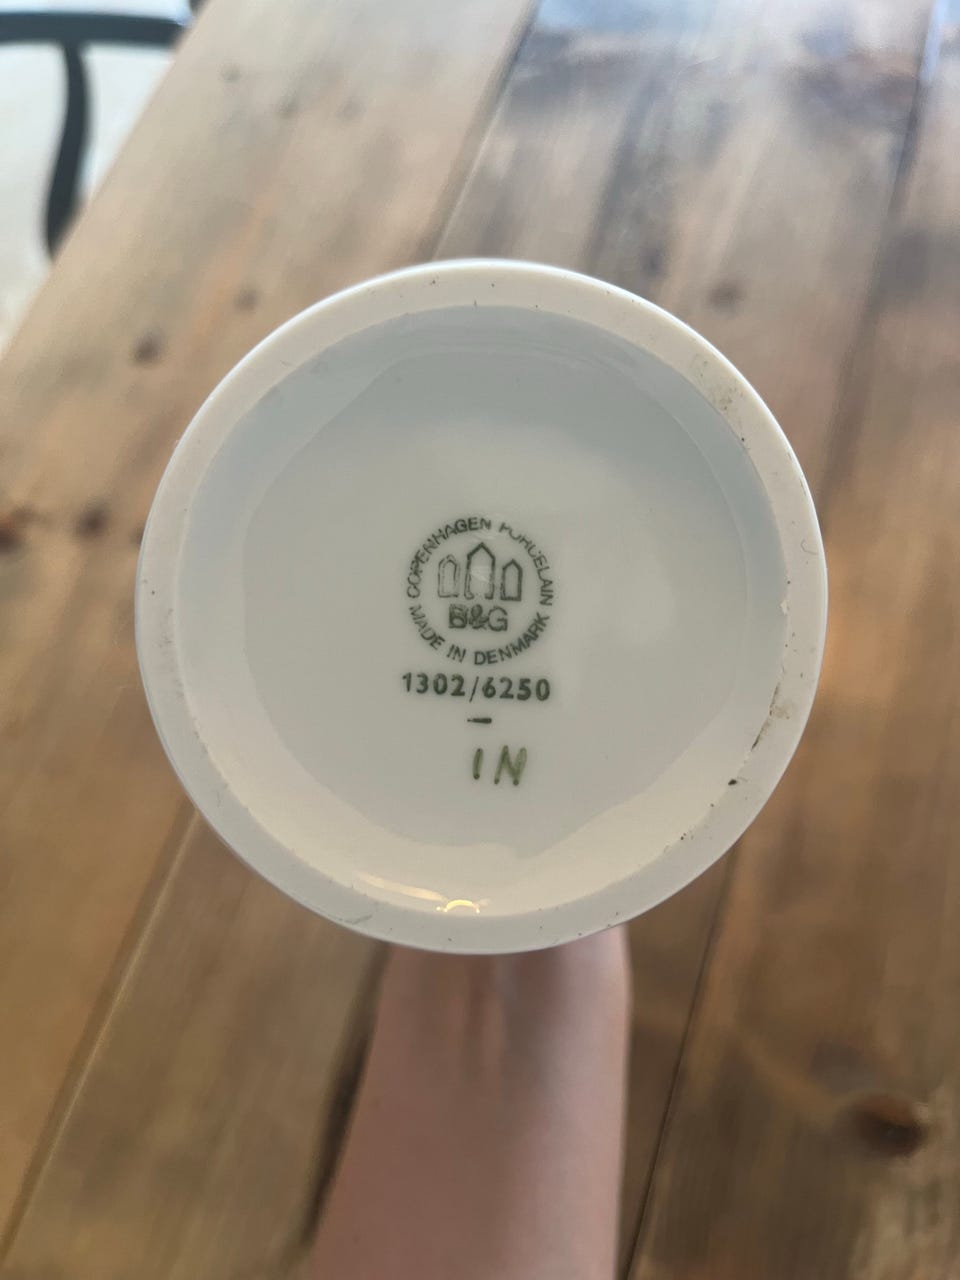 COPENHAGEN PORCELAIN
B&G
MADE IN DENMARK
1302/6250
-
IN